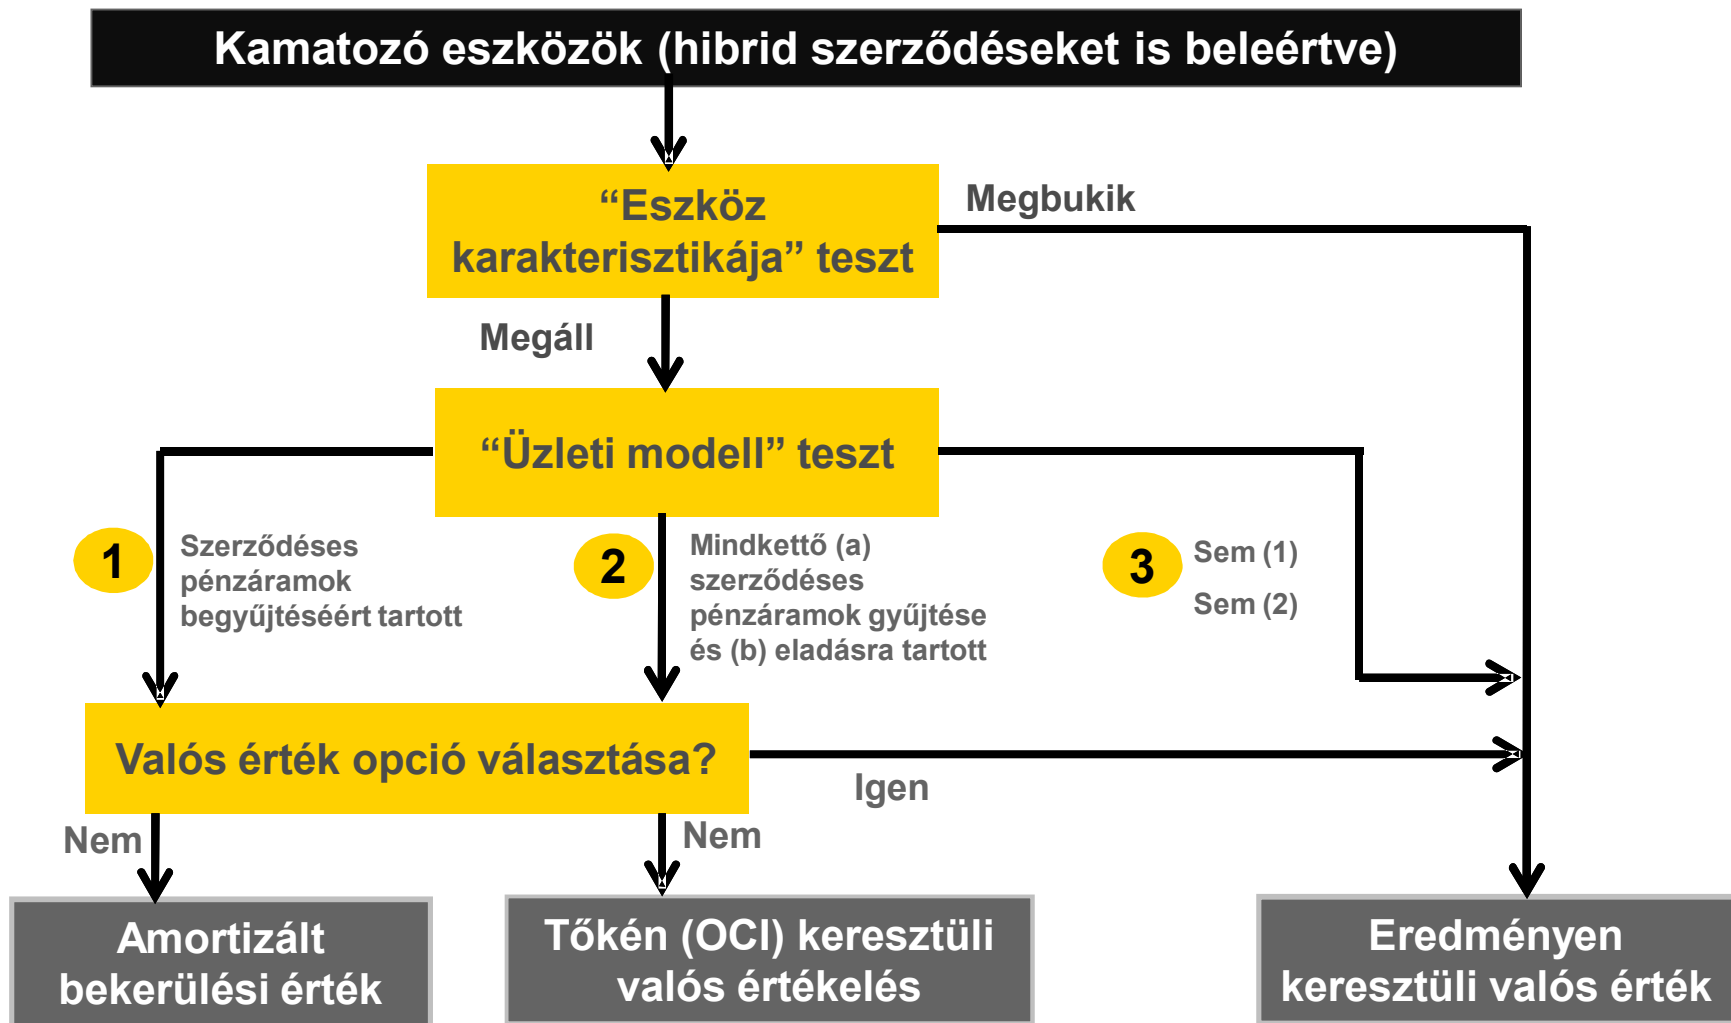 Kamatozó eszközök (hibrid szerződéseket is beleértve)
“Eszköz
karakterisztikája” teszt
Megbukik
Megáll
“Üzleti modell” teszt
1
Szerződéses
pénzáramok
begyűjtéséért tartott
2
Mindkettő (a)
szerződéses
pénzáramok gyűjtése
és (b) eladásra tartott
3
Sem (1)
Sem (2)
Valós érték opció választása?
Igen
Nem
Nem
Amortizált
bekerülési érték
Tőkén (OCI) keresztüli
valós értékelés
Eredményen
keresztüli valós érték